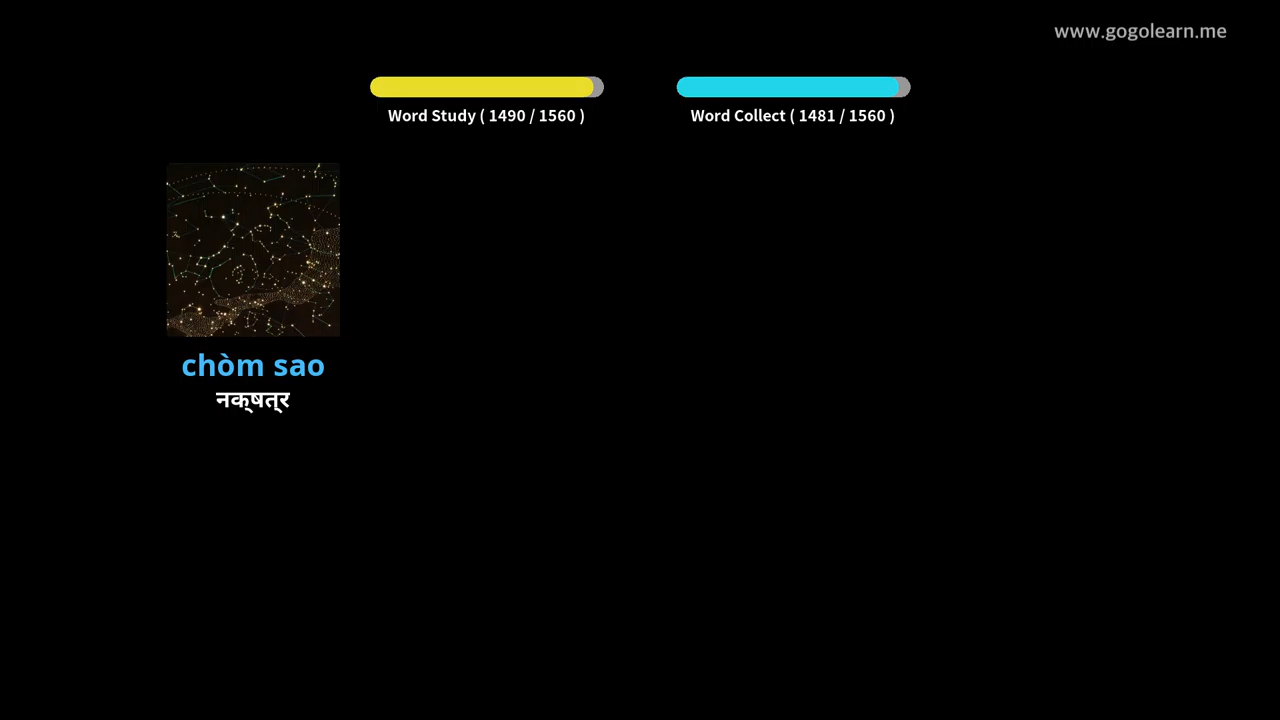 www.gogolearn.me
Word Study ( 1490 / 1560 )
Word Collect ( 1481 / 1560 )
chòm sao
नक्षत्र